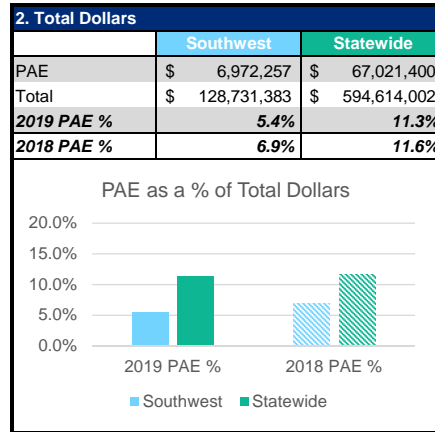 2. Total Dollars
Southwest Statewide
PAE $ 6,972,257 $ 67,021,400
Total $ 128,731,383 $ 594,614,002
2019 PAE % 5.4% 11.3%
2018 PAE % 6.9% 11.6%
PAE as a % of Total Dollars
20.0%
15.0%
10.0%
5.0%
0.0%
2019 PAE % 2018 PAE %
Southwest Statewide